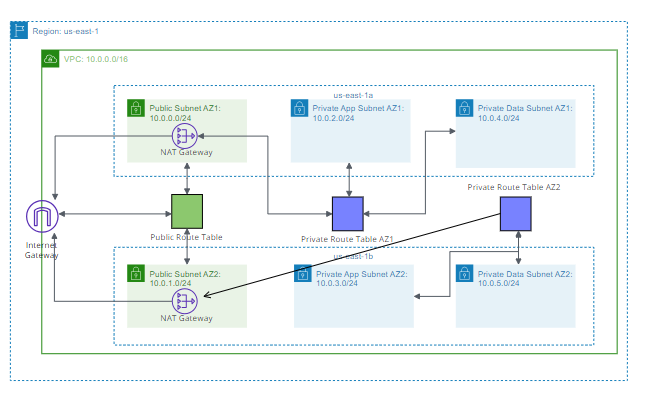 Region: us-east-1
VPC: 10.0.0.0/16
us-east-1a
Public Subnet AZ1:
10.0.0.0/24
NAT Gateway
Private App Subnet AZ1:
10.0.2.0/24
Private Data Subnet AZ1:
10.0.4.0/24
Private Route Table AZ2
Internet
Gateway
Public Route Table
Private Route Table AZ1
us-east-1b
Public Subnet AZ2:
10.0.1.0/24
NAT Gateway
Private App Subnet AZ2:
10.0.3.0/24
Private Data Subnet AZ2:
10.0.5.0/24